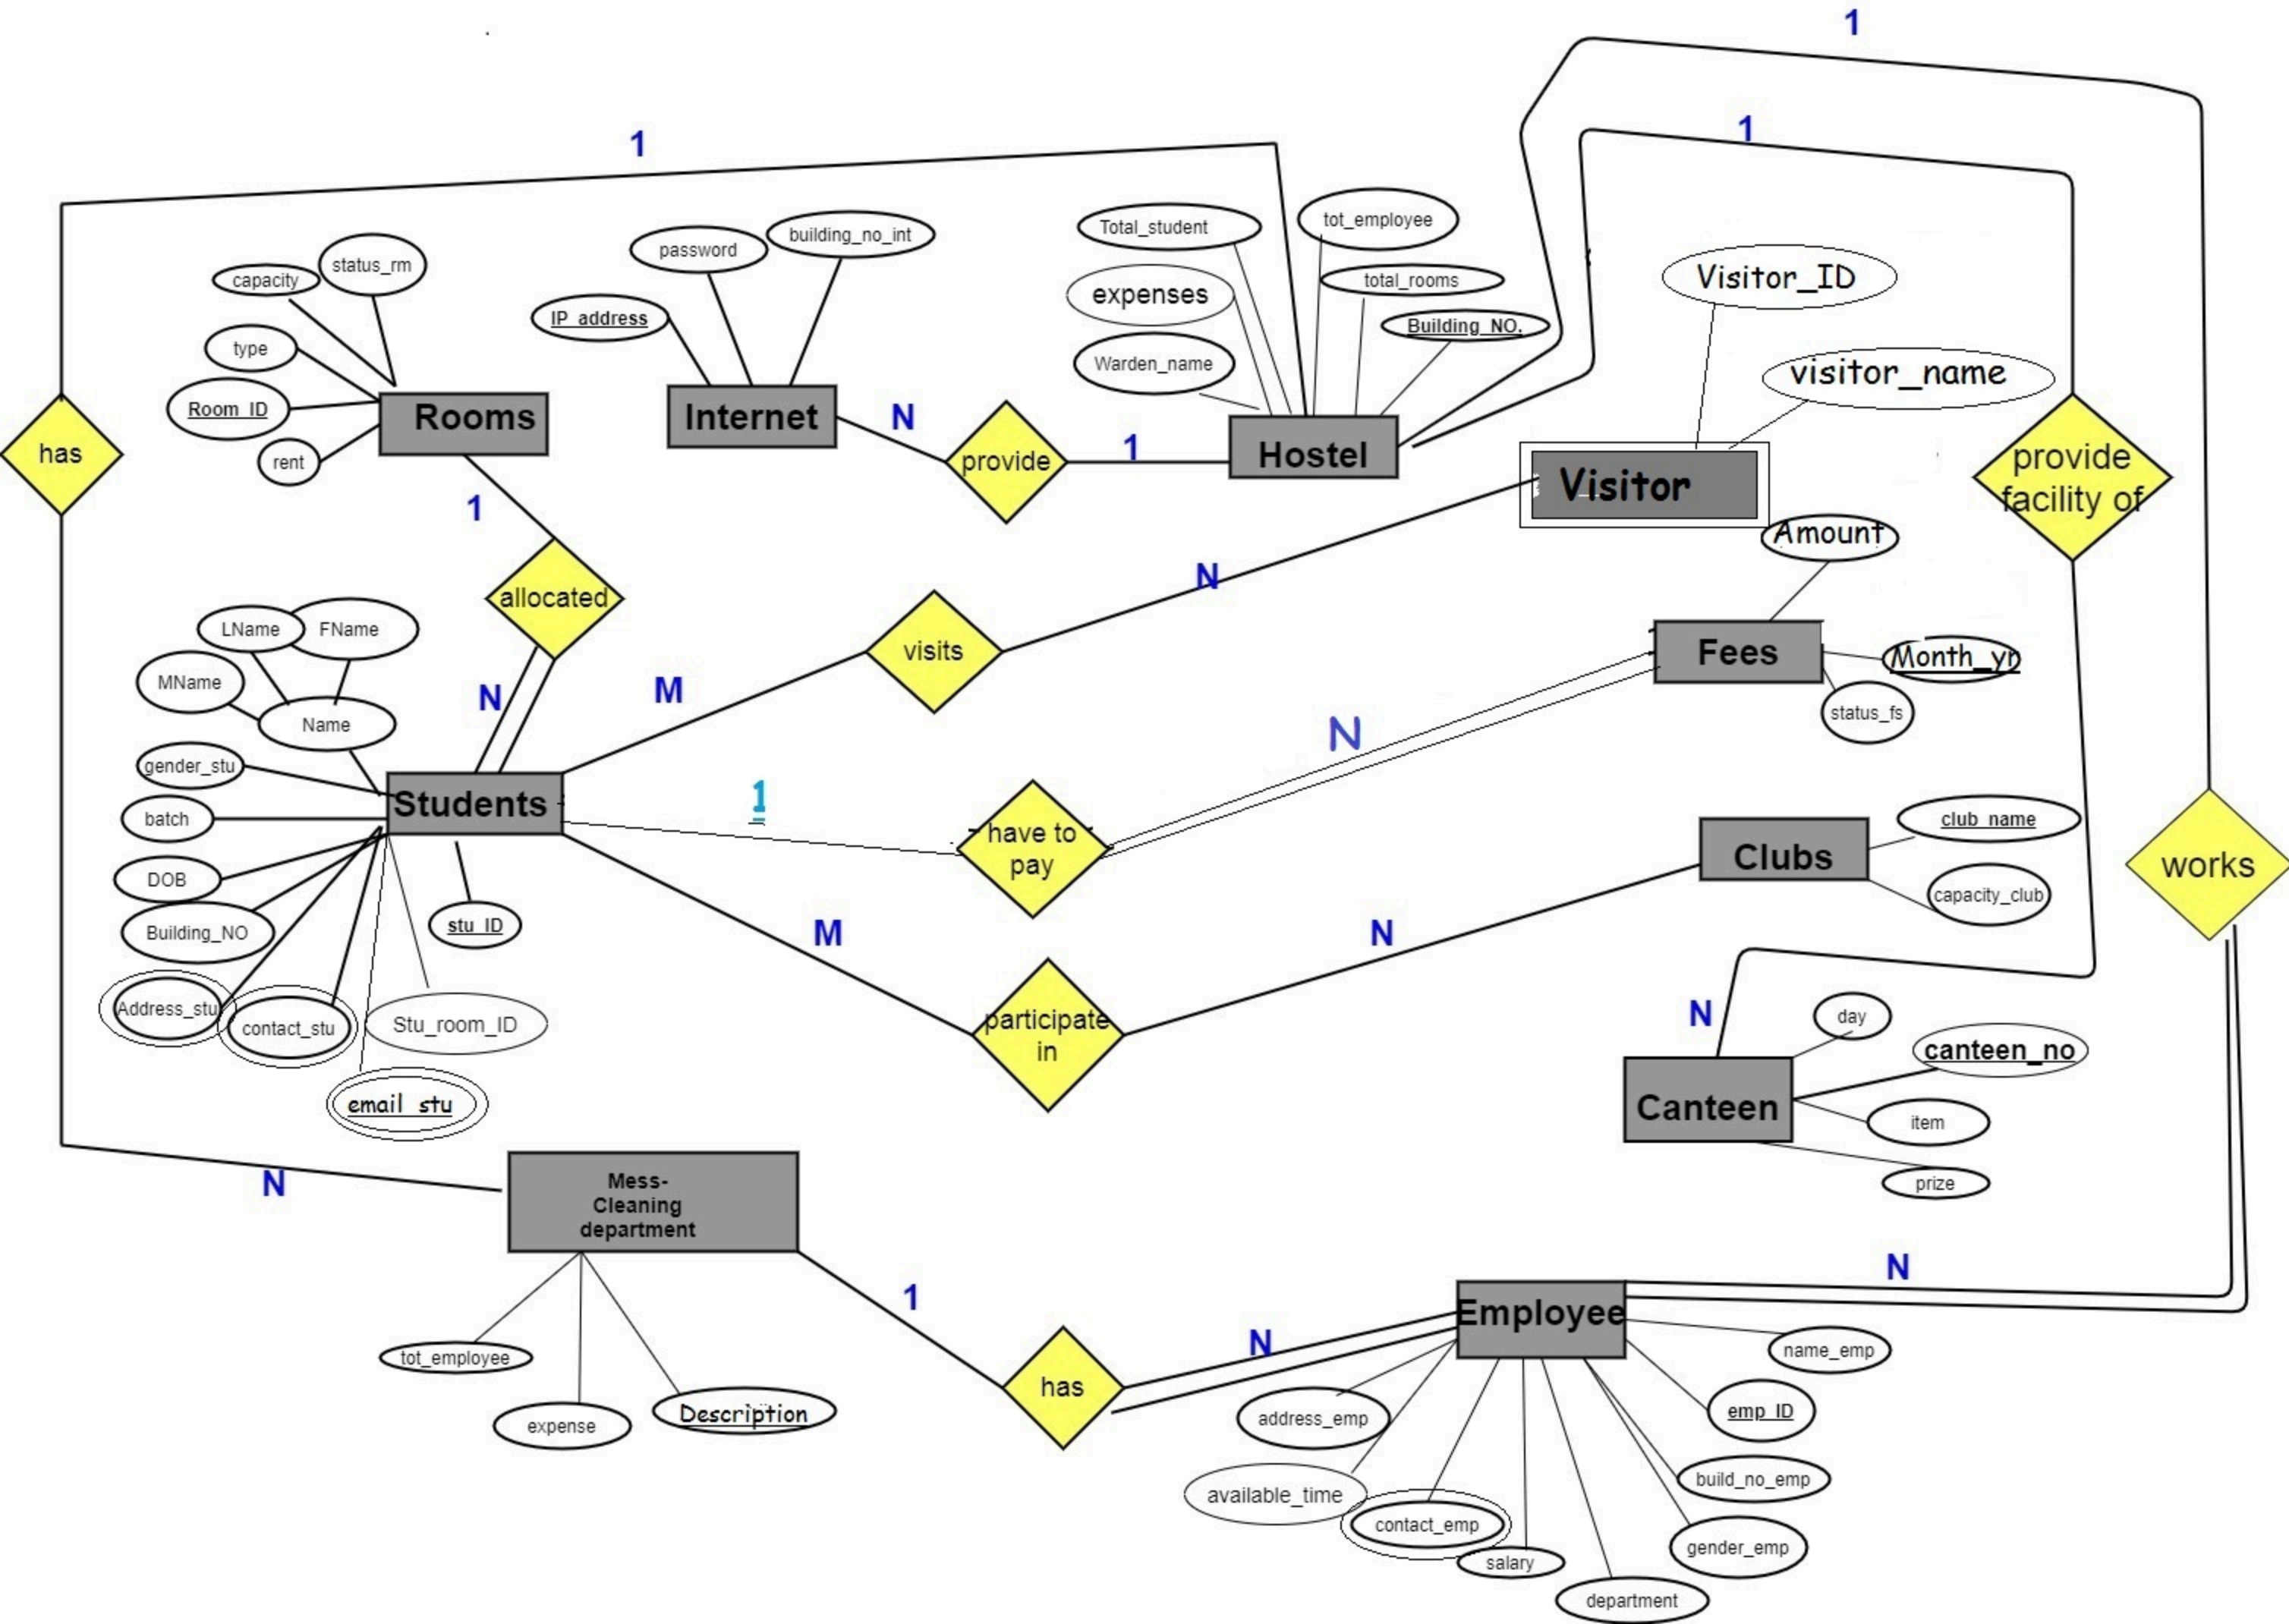 1
1
1
Total_student
tot_employee
building_no_int
password
status_rm
capacity
expenses
total_rooms
Visitor_ID
IP_address
Building_NO.
type
Warden_name
visitor_name
Room_ID
Rooms
Internet
N
provide
1
Hostel
has
rent
Visitor
provide
facility of
1
Amount
allocated
N
visits
LName
FName
MName
Name
N
M
Fees
Month_yr
status_fs
N
gender_stu
Students
1
batch
have to
pay
club_name
Clubs
works
DOB
capacity_club
Building_NO
stu_ID
M
N
Address_stu
contact_stu
Stu_room_ID
participate
in
N
day
canteen_no
email_stu
Canteen
item
prize
N
Mess-
Cleaning
department
1
N
Employee
N
name_emp
tot_employee
has
expense
Description
address_emp
emp_ID
available_time
build_no_emp
contact_emp
salary
gender_emp
department